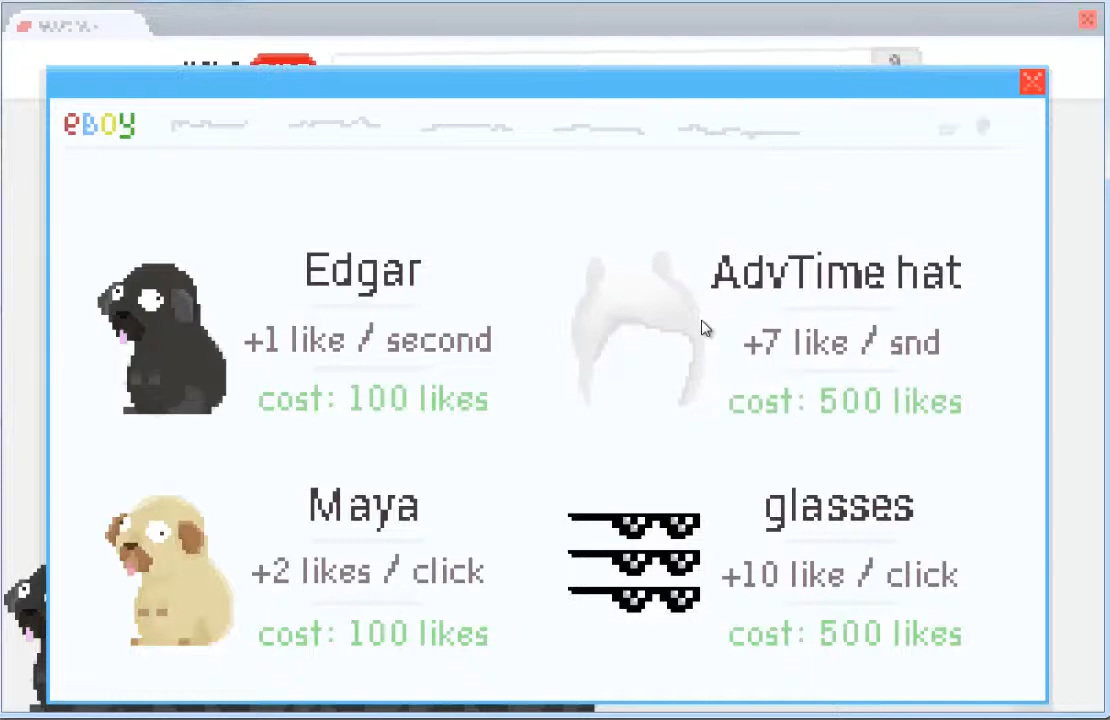 eBoy
Edgar
+1 like / second
cost: 100 likes
AdvTime hat
+7 like / snd
cost: 500 likes
Maya
+2 likes / click
cost: 100 likes
glasses
+10 like / click
cost: 500 likes